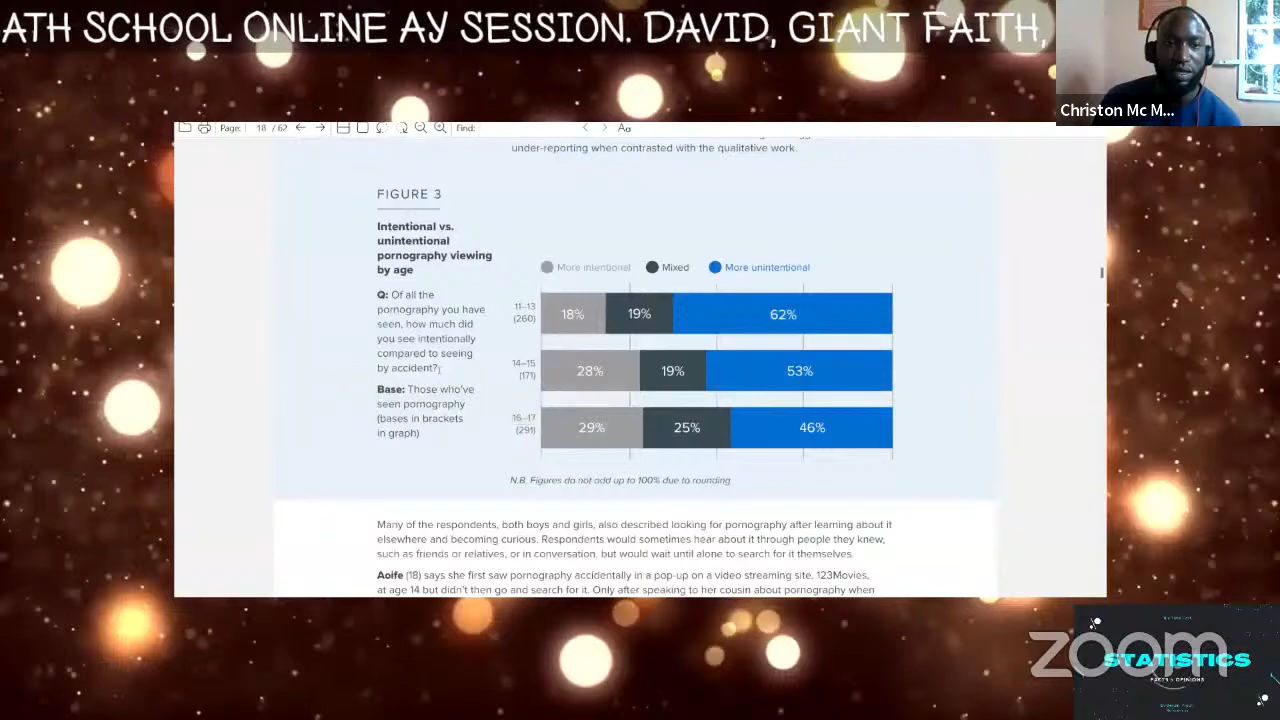 ATH SCHOOL ONLINE AY SESSION. DAVID, GIANT FAITH,
Christon Mc M...
Page: 18 / 62
Find:
Aa
under-reporting when contrasted with the qualitative work.
FIGURE 3
Intentional vs.
unintentional
pornography viewing
by age
Q: Of all the
pornography you have
seen, how much did
you see intentionally
compared to seeing
by accident?
Base: Those who've
seen pornography
(bases in brackets
in graph)
More intentional Mixed More unintentional
11–13
(260)
18% 19% 62%
14–15
(171)
28% 19% 53%
16–17
(291)
29% 25% 46%
N.B. Figures do not add up to 100% due to rounding
Many of the respondents, both boys and girls, also described looking for pornography after learning about it
elsewhere and becoming curious. Respondents would sometimes hear about it through people they knew,
such as friends or relatives, or in conversation, but would wait until alone to search for it themselves.
Aoife (18) says she first saw pornography accidentally in a pop-up on a video streaming site, 123Movies,
at age 14 but didn't then go and search for it. Only after speaking to her cousin about pornography when
zoom
STATISTICS
FACTS & OPINIONS